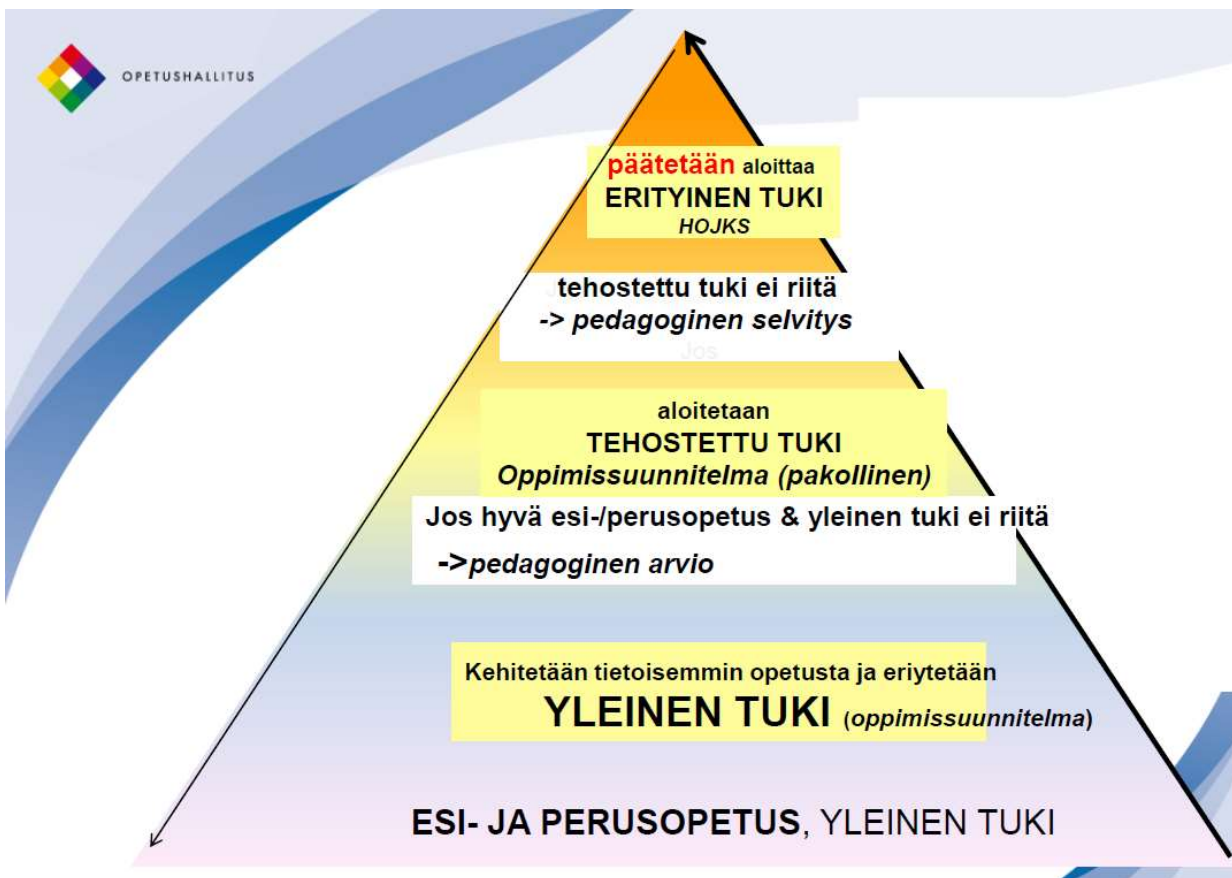 OPETUSHALLITUS
päätetään aloittaa
ERITYINEN TUKI
HOJKS
tehostettu tuki ei riitä
-> pedagoginen selvitys
Jos
aloitetaan
TEHOSTETTU TUKI
Oppimissuunnitelma (pakollinen)
Jos hyvä esi-/perusopetus & yleinen tuki ei riitä
->pedagoginen arvio
Kehitetään tietoisemmin opetusta ja eriytetään
YLEINEN TUKI (oppimissuunnitelma)
ESI- JA PERUSOPETUS, YLEINEN TUKI